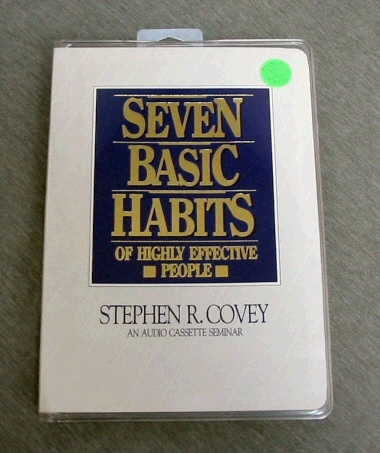 SEVEN
BASIC
HABITS
OF HIGHLY EFFECTIVE
PEOPLE
STEPHEN R. COVEY
AN AUDIO CASSETTE SEMINAR